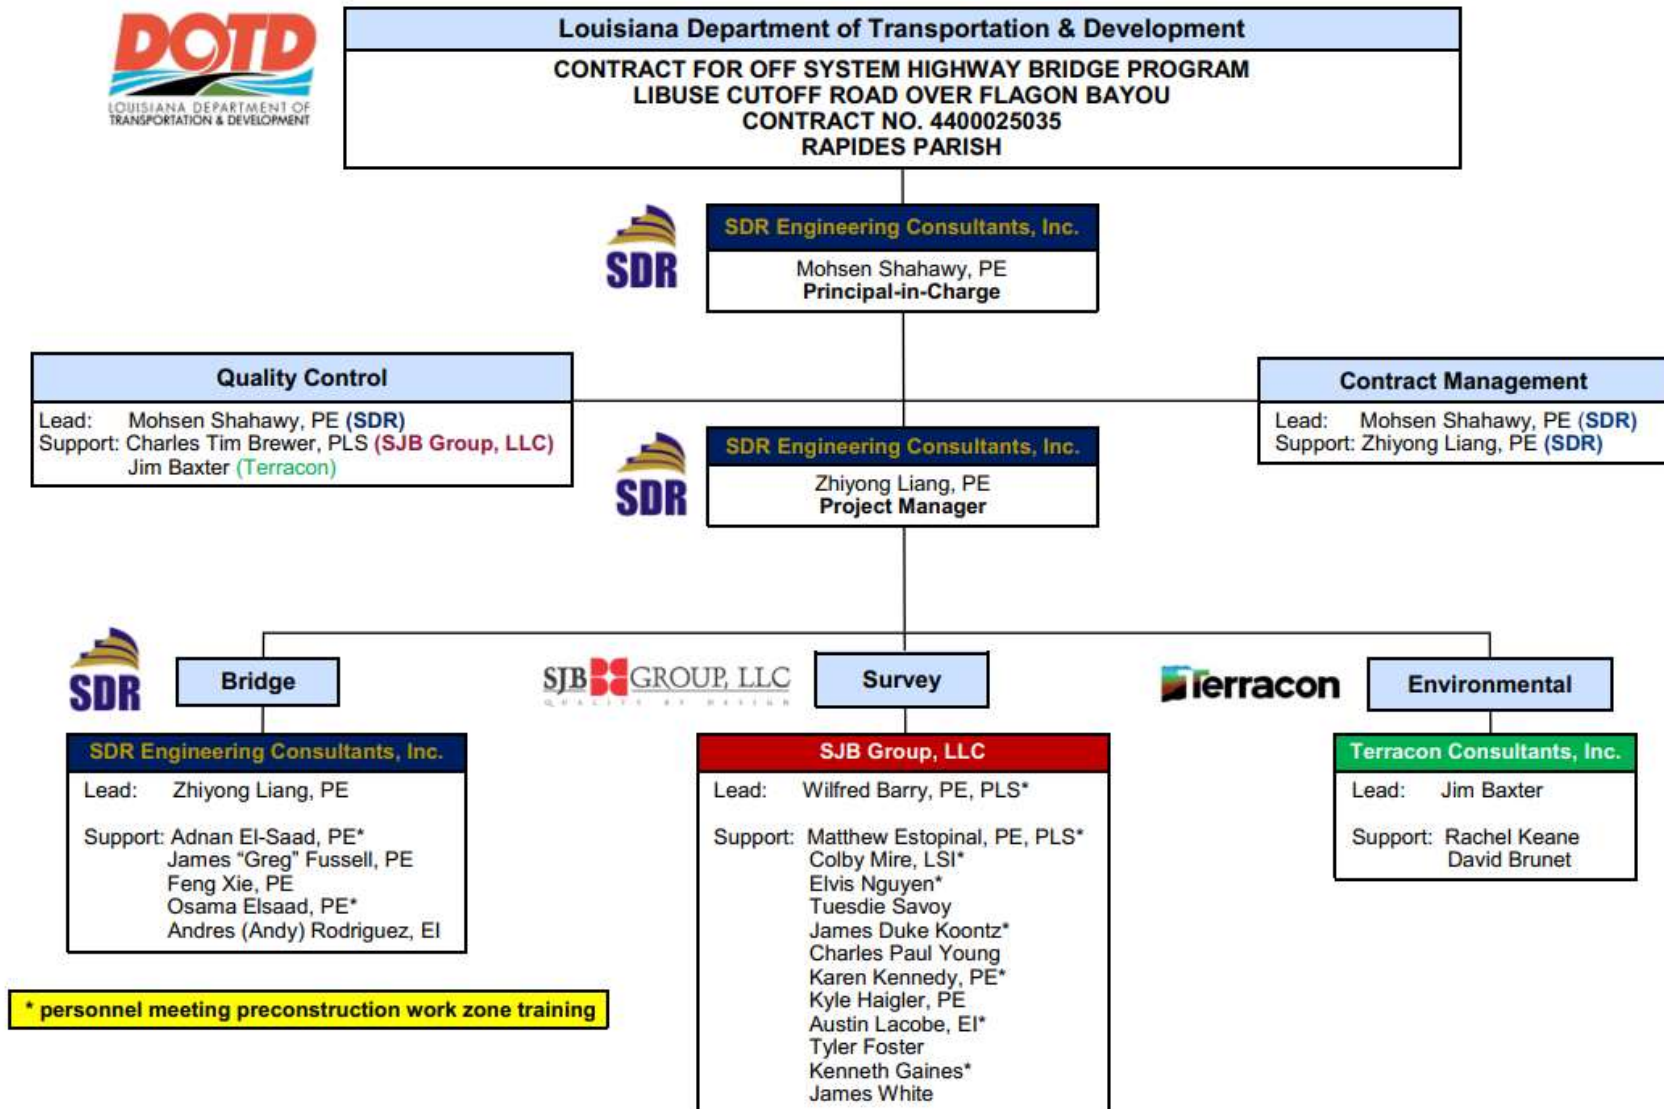 DOTD
LOUISIANA DEPARTMENT OF
TRANSPORTATION & DEVELOPMENT
Louisiana Department of Transportation & Development
CONTRACT FOR OFF SYSTEM HIGHWAY BRIDGE PROGRAM
LIBUSE CUTOFF ROAD OVER FLAGON BAYOU
CONTRACT NO. 4400025035
RAPIDES PARISH
SDR
SDR Engineering Consultants, Inc.
Mohsen Shahawy, PE
Principal-in-Charge
Quality Control
Lead: Mohsen Shahawy, PE (SDR)
Support: Charles Tim Brewer, PLS (SJB Group, LLC)
Jim Baxter (Terracon)
Contract Management
Lead: Mohsen Shahawy, PE (SDR)
Support: Zhiyong Liang, PE (SDR)
SDR
SDR Engineering Consultants, Inc.
Zhiyong Liang, PE
Project Manager
SDR
Bridge
SDR Engineering Consultants, Inc.
Lead: Zhiyong Liang, PE
Support: Adnan El-Saad, PE*
James “Greg” Fussell, PE
Feng Xie, PE
Osama Elsaad, PE*
Andres (Andy) Rodriguez, EI
SJB GROUP, LLC
QUALITY BY DESIGN
Survey
SJB Group, LLC
Lead: Wilfred Barry, PE, PLS*
Support: Matthew Estopinal, PE, PLS*
Colby Mire, LSI*
Elvis Nguyen*
Tuesdie Savoy
James Duke Koontz*
Charles Paul Young
Karen Kennedy, PE*
Kyle Haigler, PE
Austin Lacobe, EI*
Tyler Foster
Kenneth Gaines*
James White
Terracon
Environmental
Terracon Consultants, Inc.
Lead: Jim Baxter
Support: Rachel Keane
David Brunet
* personnel meeting preconstruction work zone training